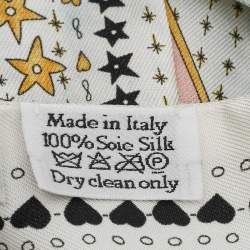 Made in Italy
100% Soie Silk
Dry clean only